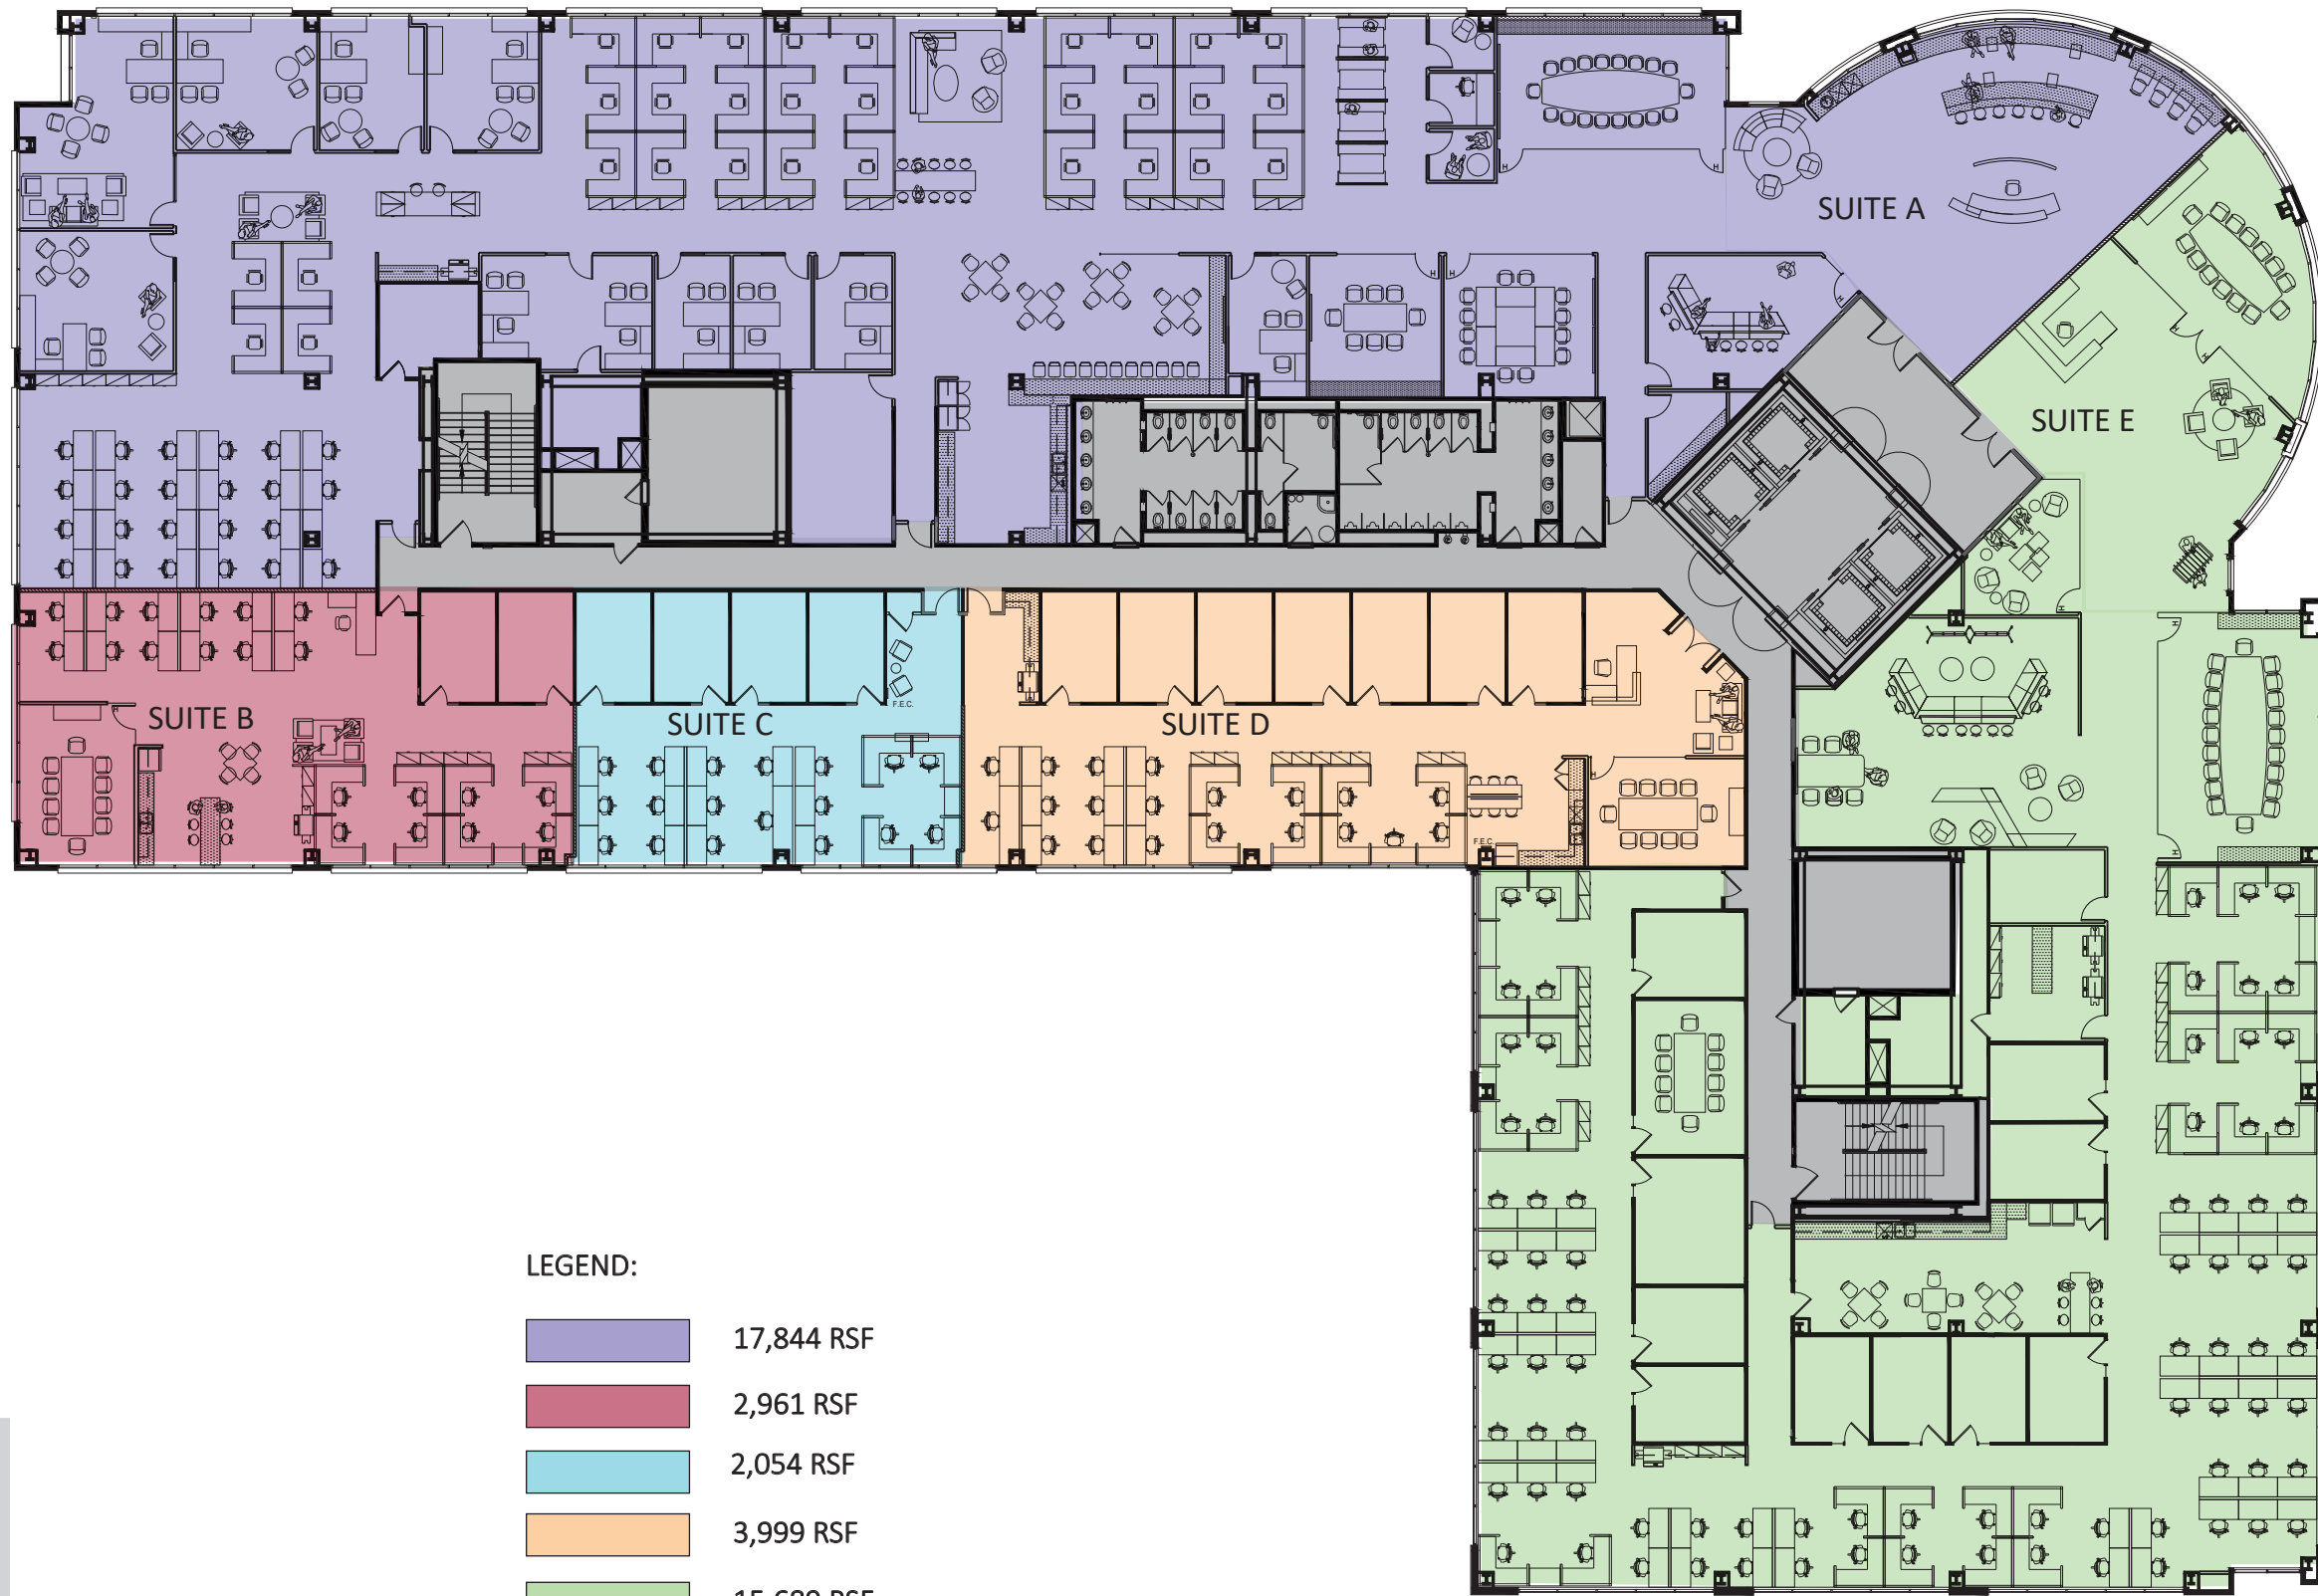 SUITE A
SUITE E
SUITE B
SUITE C
SUITE D
F.E.C.
F.E.C.
LEGEND:
17,844 RSF
2,961 RSF
2,054 RSF
3,999 RSF